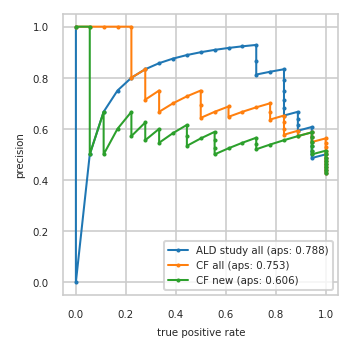 1.0
0.8
0.6
0.4
0.2
0.0
precision
ALD study all (aps: 0.788)
CF all (aps: 0.753)
CF new (aps: 0.606)
0.0 0.2 0.4 0.6 0.8 1.0
true positive rate